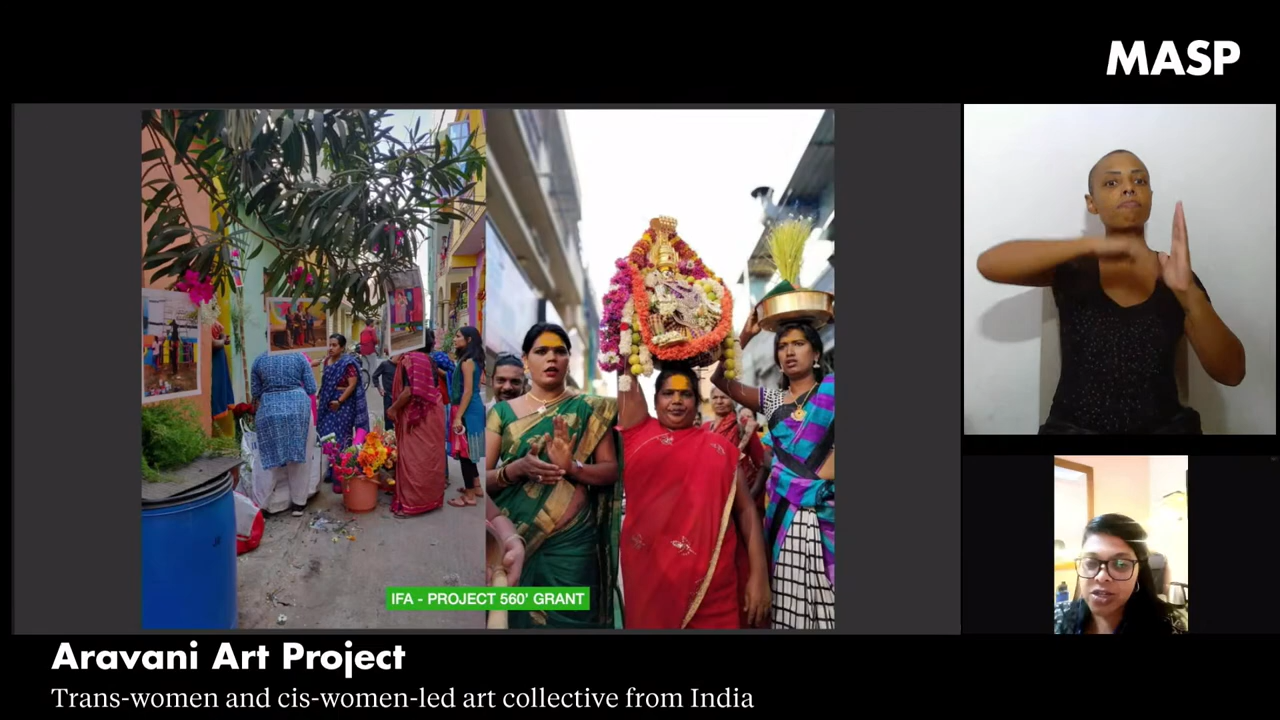 MASP
IFA - PROJECT 560' GRANT
Aravani Art Project
Trans-women and cis-women-led art collective from India